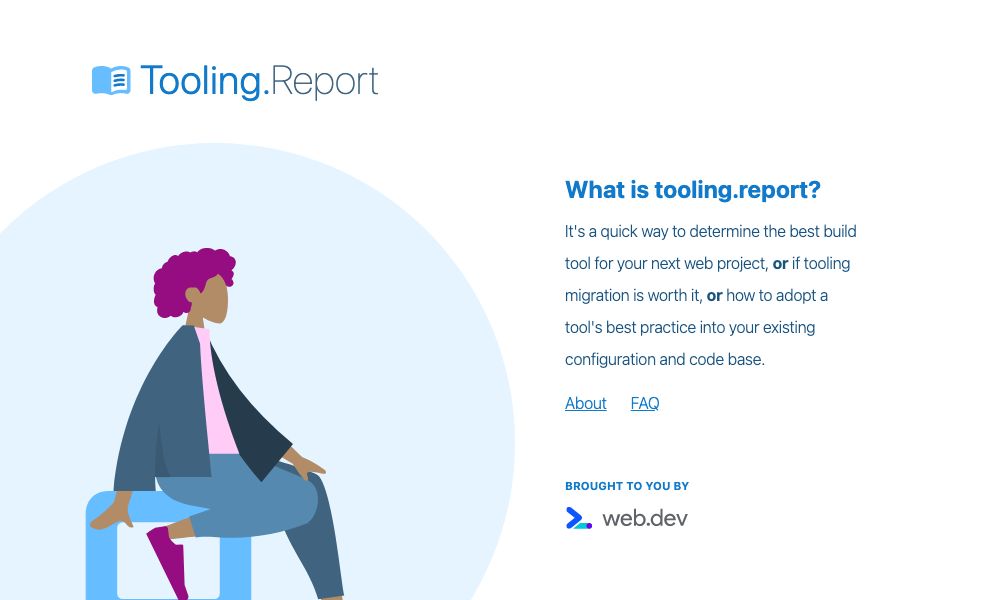 Tooling.Report
What is tooling.report?
It's a quick way to determine the best build
tool for your next web project, or if tooling
migration is worth it, or how to adopt a
tool's best practice into your existing
configuration and code base.
About FAQ
BROUGHT TO YOU BY
web.dev